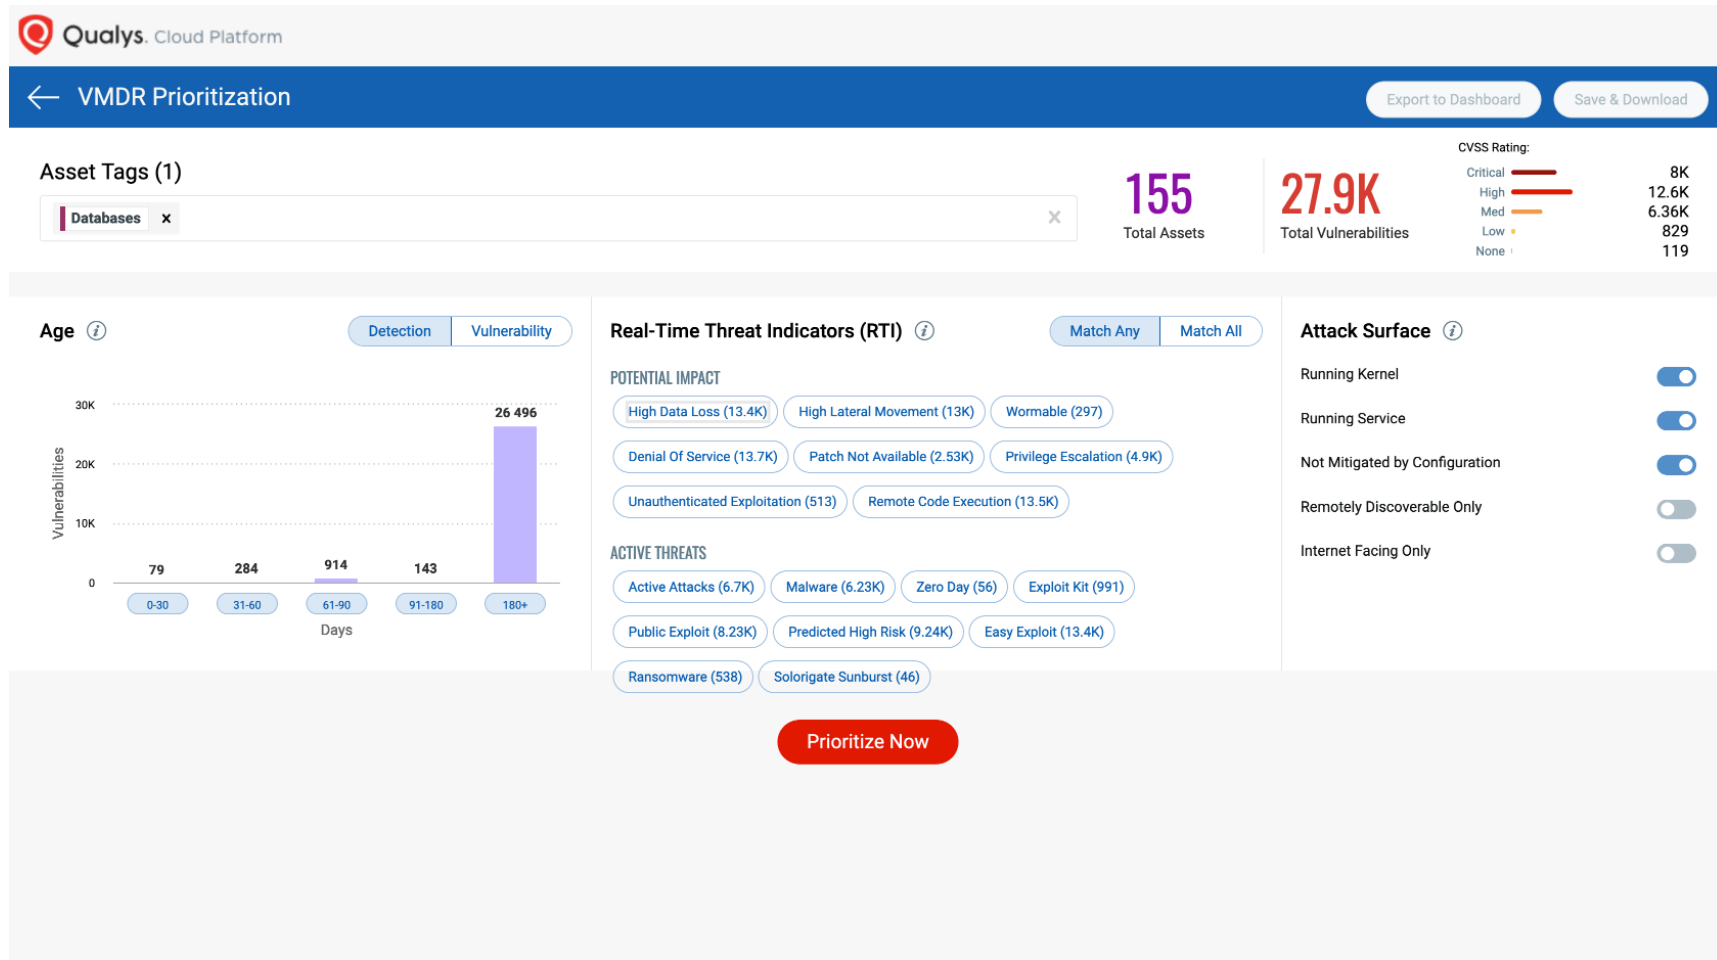 Qualys. Cloud Platform
VMDR Prioritization
Export to Dashboard
Save & Download
Asset Tags (1)
Databases ×
×
155
Total Assets
27.9K
Total Vulnerabilities
CVSS Rating:
Critical 8K
High 12.6K
Med 6.36K
Low 829
None 119
Age i
Detection Vulnerability
Vulnerabilities
30K
20K
10K
0
79 284 914 143 26 496
0-30 31-60 61-90 91-180 180+
Days
Real-Time Threat Indicators (RTI) i
Match Any Match All
POTENTIAL IMPACT
High Data Loss (13.4K) High Lateral Movement (13K) Wormable (297)
Denial Of Service (13.7K) Patch Not Available (2.53K) Privilege Escalation (4.9K)
Unauthenticated Exploitation (513) Remote Code Execution (13.5K)
ACTIVE THREATS
Active Attacks (6.7K) Malware (6.23K) Zero Day (56) Exploit Kit (991)
Public Exploit (8.23K) Predicted High Risk (9.24K) Easy Exploit (13.4K)
Ransomware (538) Solorigate Sunburst (46)
Attack Surface i
Running Kernel
Running Service
Not Mitigated by Configuration
Remotely Discoverable Only
Internet Facing Only
Prioritize Now